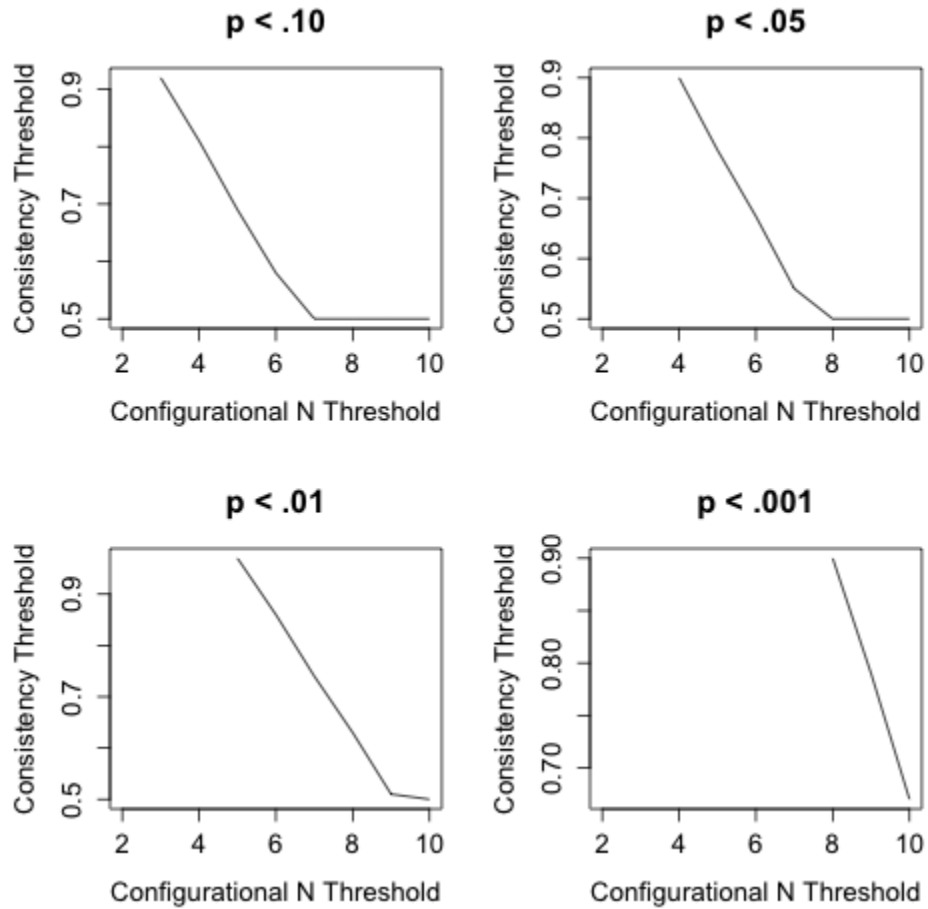 p < .10
Consistency Threshold
0.9
0.7
0.5
2 4 6 8 10
Configurational N Threshold
p < .05
Consistency Threshold
0.9
0.8
0.7
0.6
0.5
2 4 6 8 10
Configurational N Threshold
p < .01
Consistency Threshold
0.9
0.7
0.5
2 4 6 8 10
Configurational N Threshold
p < .001
Consistency Threshold
0.90
0.80
0.70
2 4 6 8 10
Configurational N Threshold